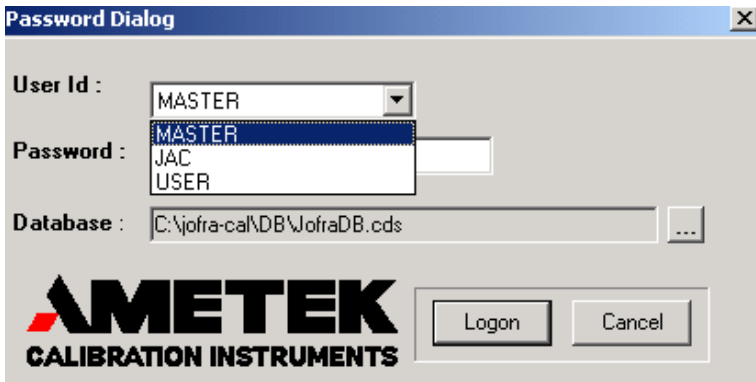 Password Dialog
User Id :
MASTER
MASTER
JAC
USER
Password :
Database : C:\jofra-cal\DB\JofraDB.cds ...
AMETEK
CALIBRATION INSTRUMENTS
Logon Cancel